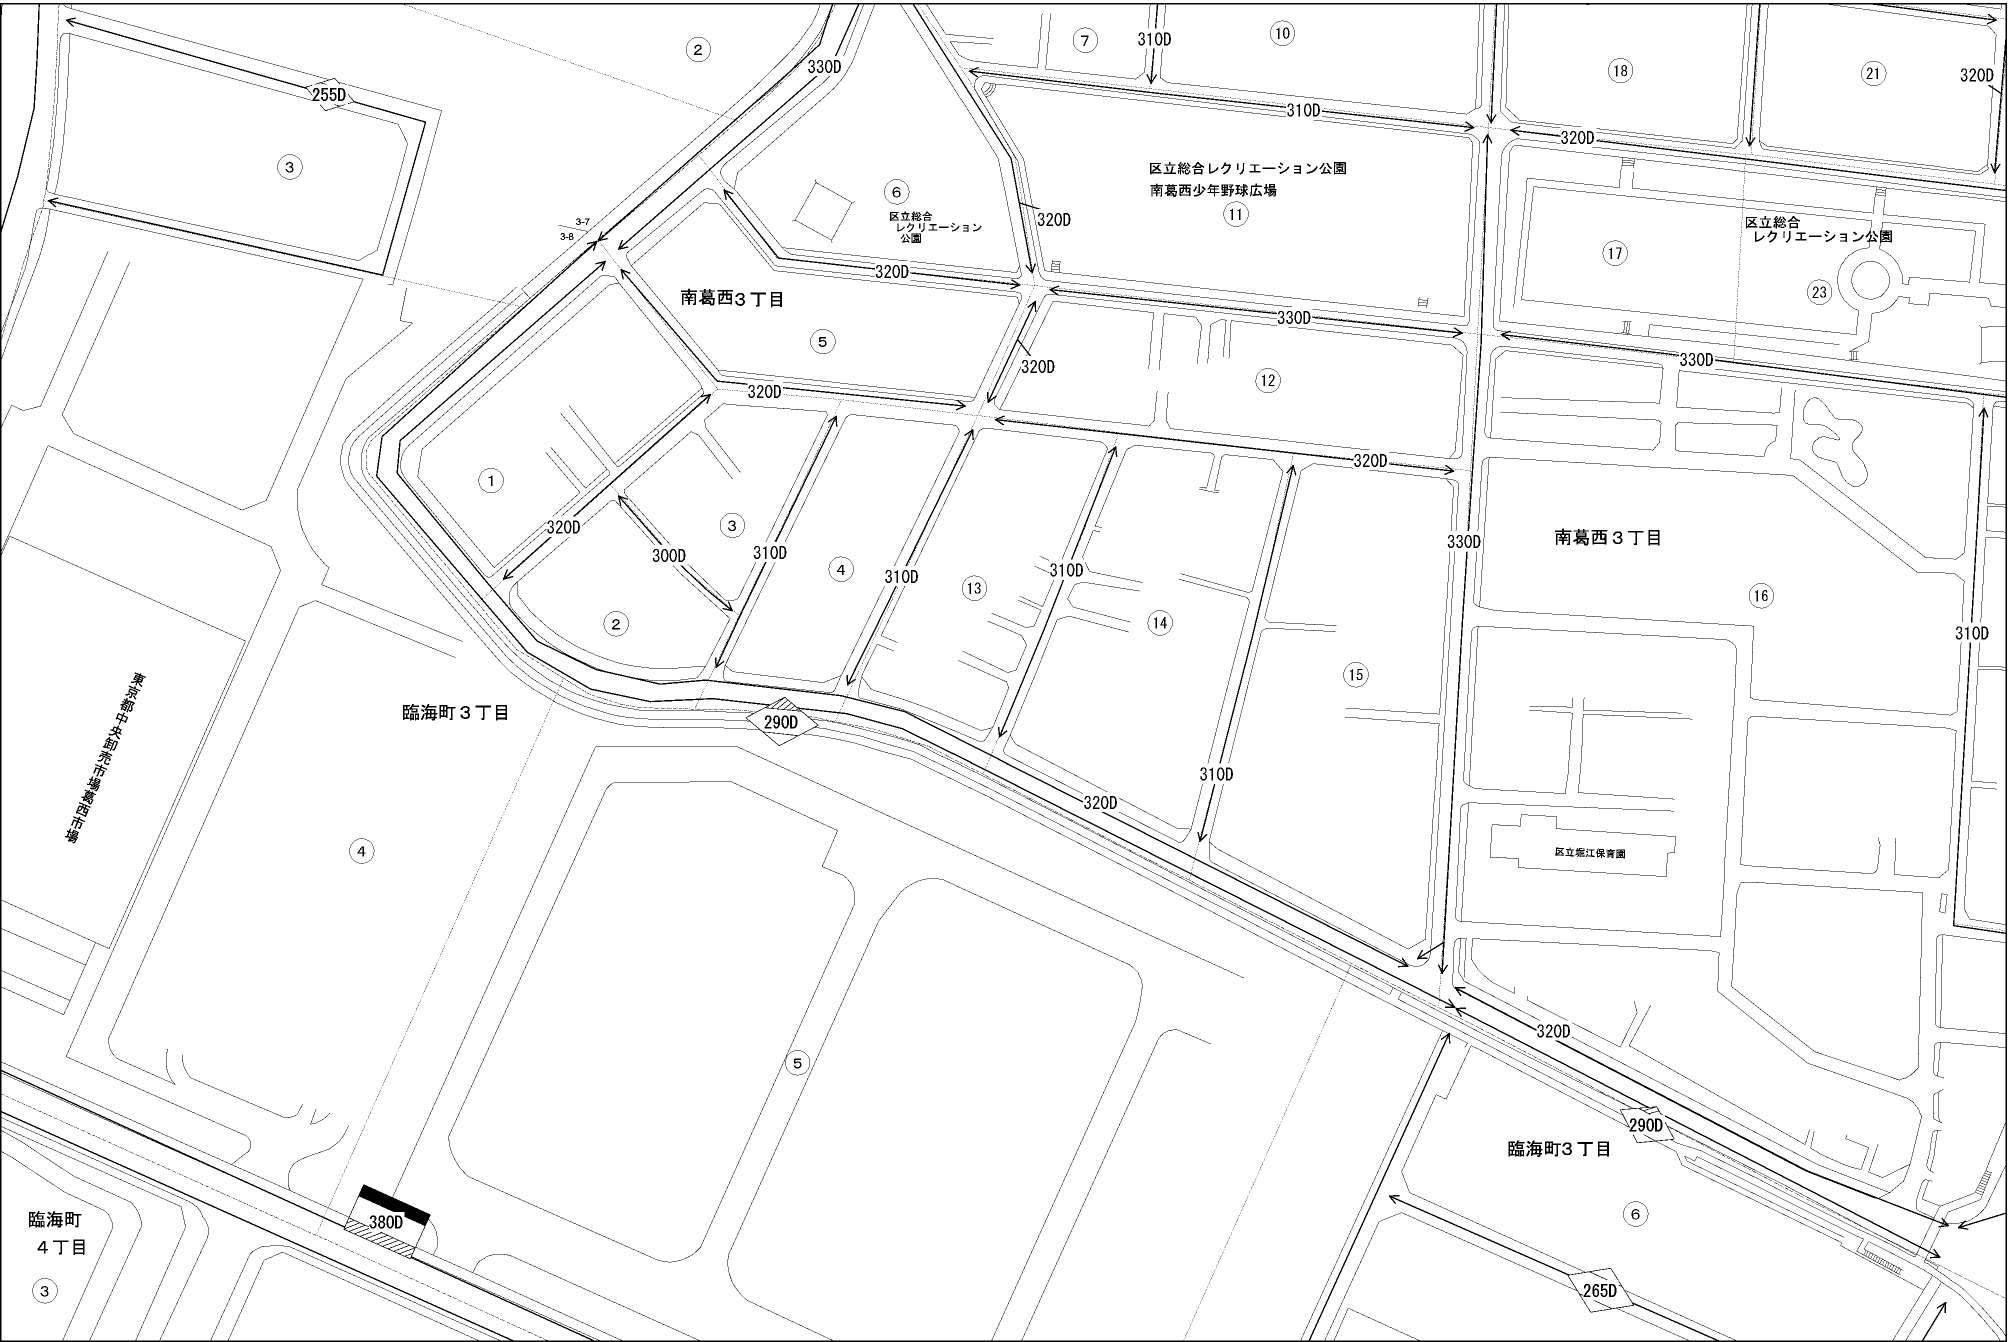 ②
330D
⑦
310D
⑩
⑱
㉑
320D
255D
③
310D
320D
区立総合レクリエーション公園
南葛西少年野球広場
⑪
⑥
区立総合
レクリエーション
公園
320D
3-7
3-8
区立総合
レクリエーション公園
⑰
㉓
320D
南葛西3丁目
330D
330D
⑤
320D
320D
⑫
320D
①
320D
③
300D
310D
④
310D
⑬
310D
⑭
②
330D
南葛西3丁目
⑯
310D
⑮
臨海町3丁目
290D
310D
320D
東京都中央卸売市場葛西市場
④
区立堀江保育園
320D
⑤
290D
臨海町3丁目
⑥
380D
臨海町
4丁目
③
265D